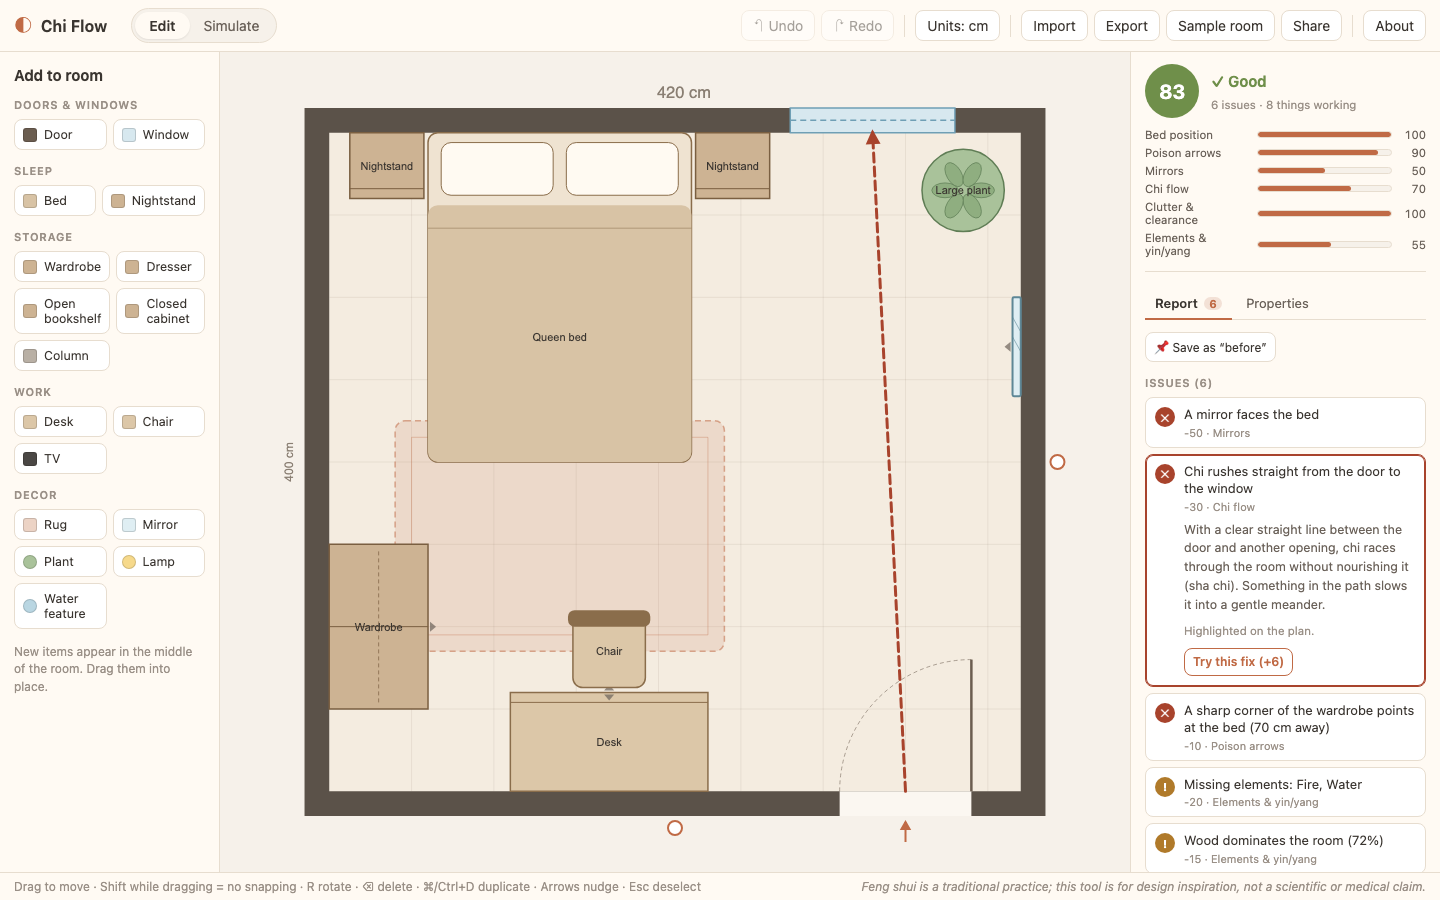 Chi Flow
Edit
Simulate
Undo
Redo
Units: cm
Import
Export
Sample room
Share
About
Add to room
DOORS & WINDOWS
Door
Window
SLEEP
Bed
Nightstand
STORAGE
Wardrobe
Dresser
Open
bookshelf
Closed
cabinet
Column
WORK
Desk
Chair
TV
DECOR
Rug
Mirror
Plant
Lamp
Water
feature
New items appear in the middle
of the room. Drag them into
place.
420 cm
400 cm
Nightstand
Nightstand
Large plant
Queen bed
Wardrobe
Chair
Desk
83
✓ Good
6 issues · 8 things working
Bed position 100
Poison arrows 90
Mirrors 50
Chi flow 70
Clutter &
clearance 100
Elements &
yin/yang 55
Report 6
Properties
📌 Save as “before”
ISSUES (6)
A mirror faces the bed
-50 · Mirrors
Chi rushes straight from the door to
the window
-30 · Chi flow
With a clear straight line between the
door and another opening, chi races
through the room without nourishing it
(sha chi). Something in the path slows
it into a gentle meander.
Highlighted on the plan.
Try this fix (+6)
A sharp corner of the wardrobe points
at the bed (70 cm away)
-10 · Poison arrows
Missing elements: Fire, Water
-20 · Elements & yin/yang
Wood dominates the room (72%)
-15 · Elements & yin/yang
Drag to move · Shift while dragging = no snapping · R rotate · ⌫ delete · ⌘/Ctrl+D duplicate · Arrows nudge · Esc deselect
Feng shui is a traditional practice; this tool is for design inspiration, not a scientific or medical claim.